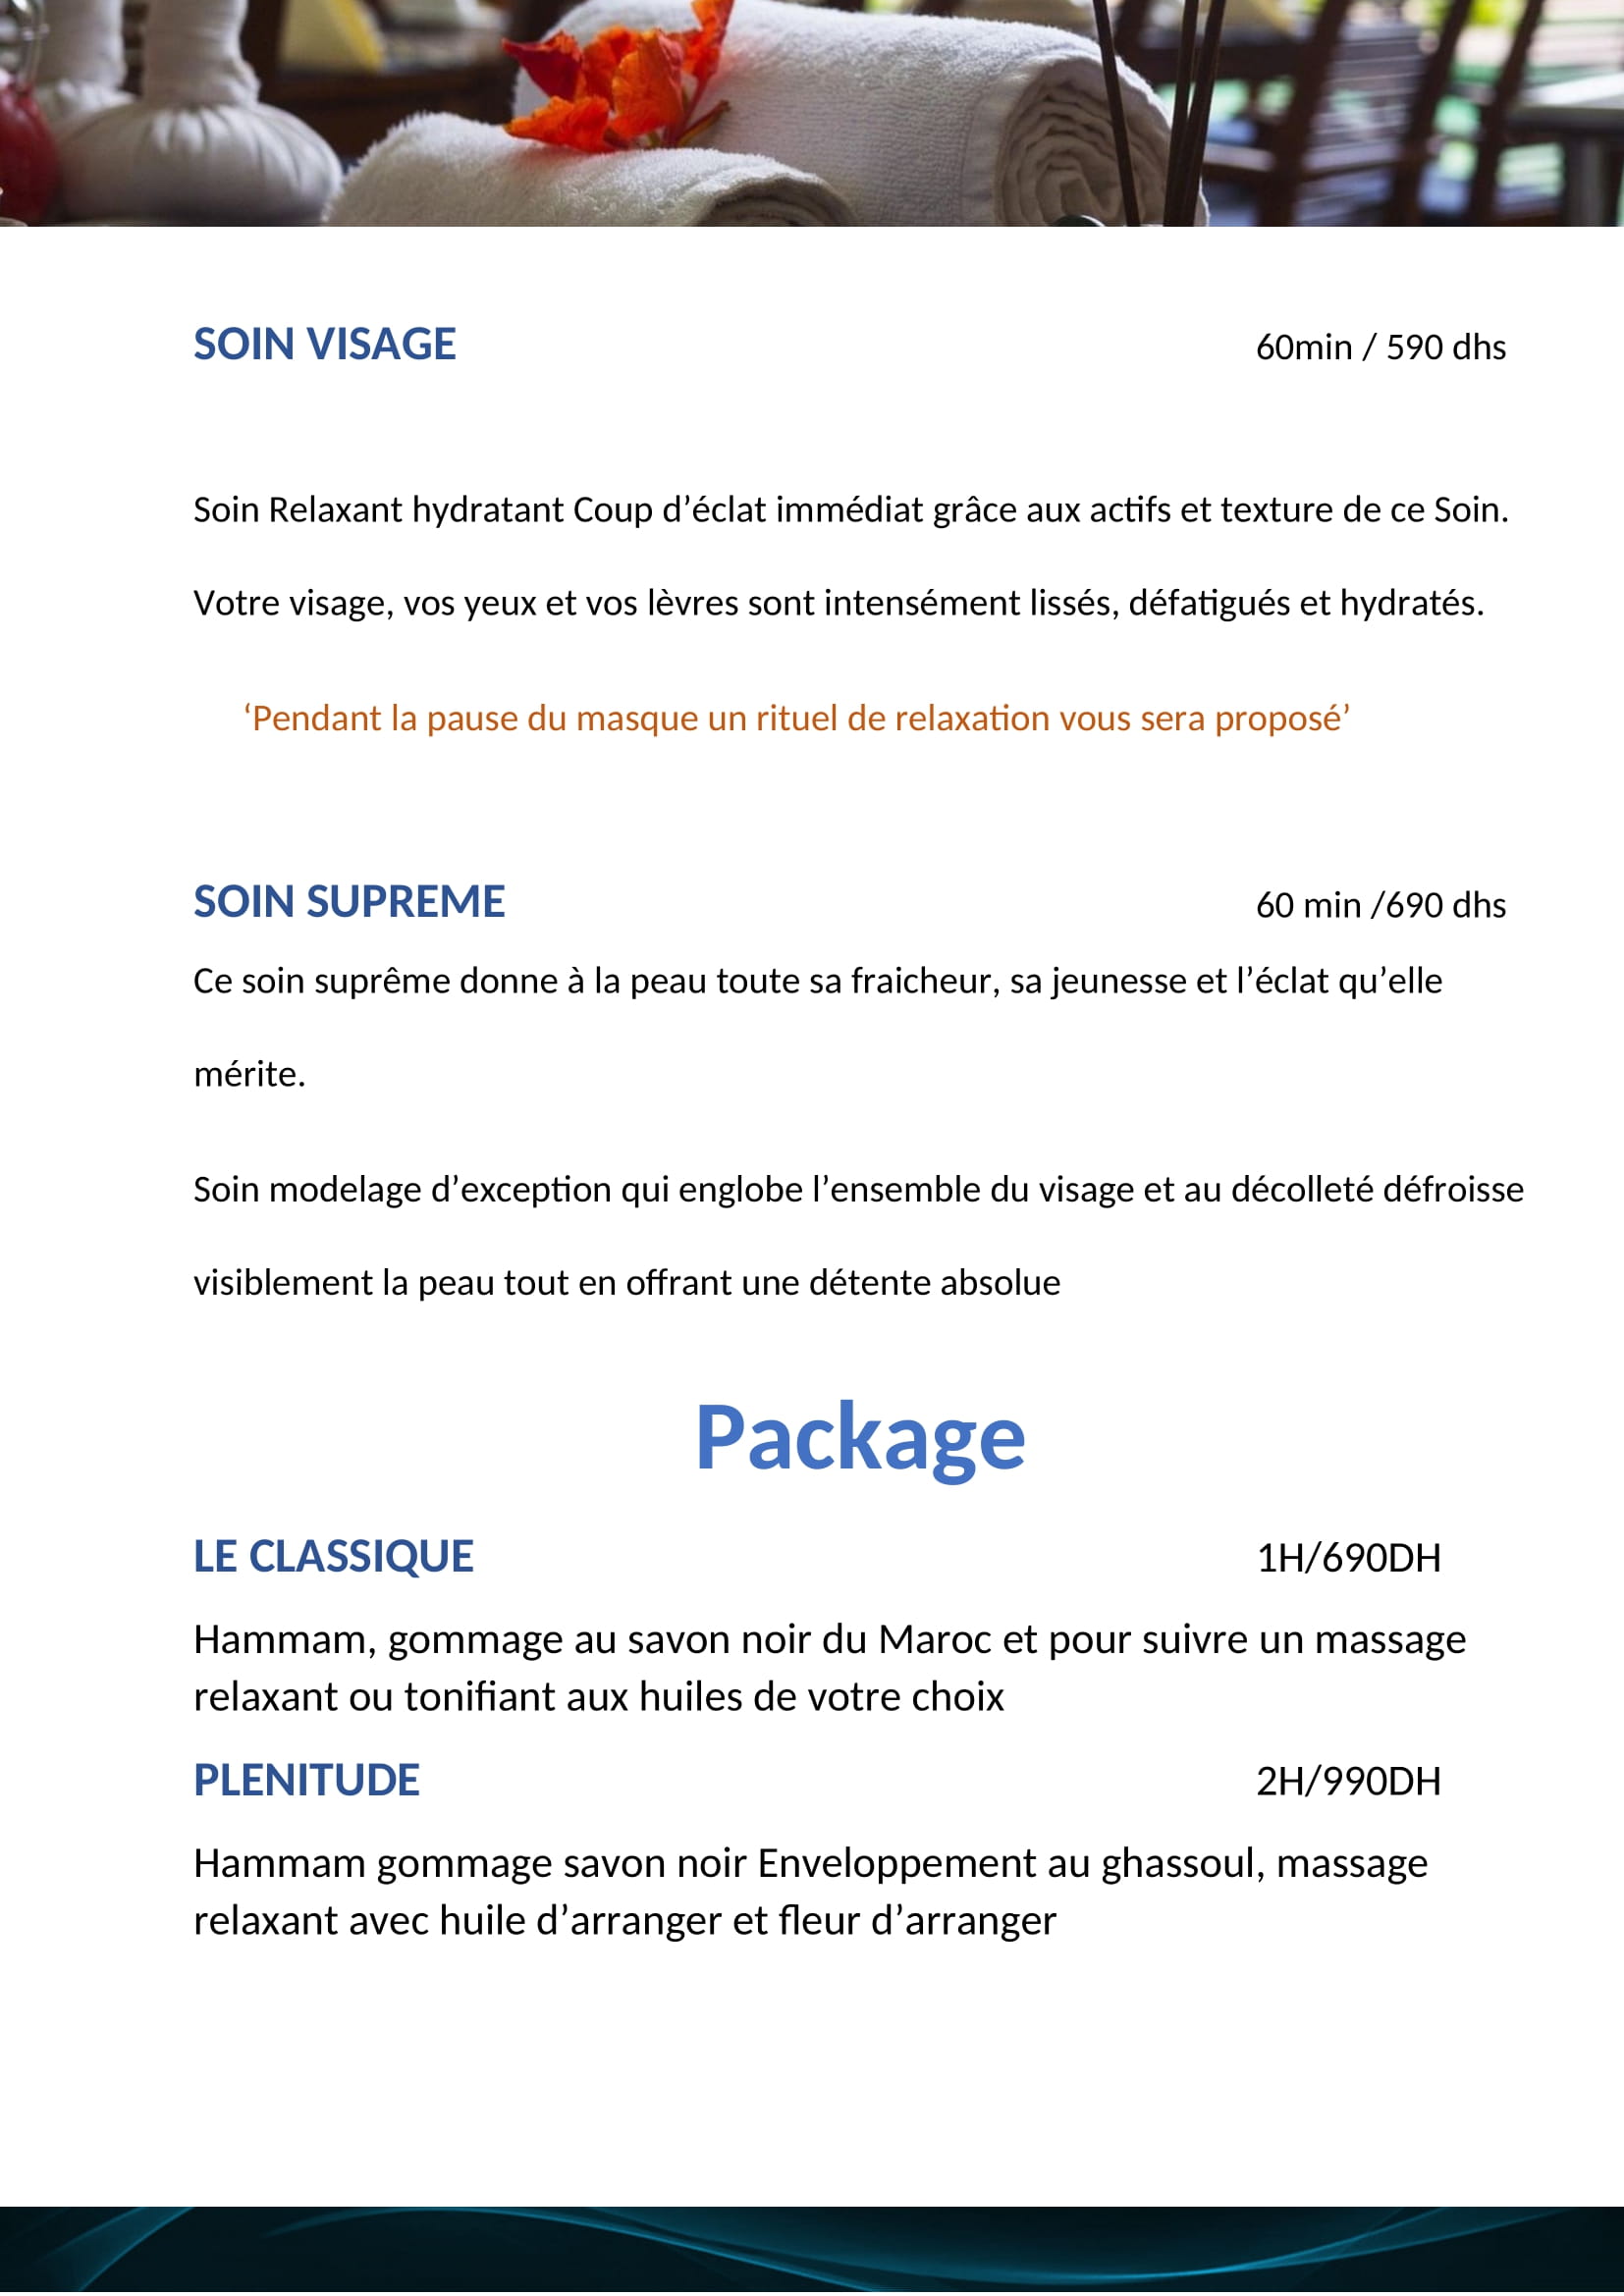 SOIN VISAGE 60min / 590 dhs
Soin Relaxant hydratant Coup d’éclat immédiat grâce aux actifs et texture de ce Soin.
Votre visage, vos yeux et vos lèvres sont intensément lissés, défatigués et hydratés.
‘Pendant la pause du masque un rituel de relaxation vous sera proposé’
SOIN SUPREME 60 min /690 dhs
Ce soin suprême donne à la peau toute sa fraicheur, sa jeunesse et l’éclat qu’elle
mérite.
Soin modelage d’exception qui englobe l’ensemble du visage et au décolleté défroisse
visiblement la peau tout en offrant une détente absolue
Package
LE CLASSIQUE 1H/690DH
Hammam, gommage au savon noir du Maroc et pour suivre un massage
relaxant ou tonifiant aux huiles de votre choix
PLENITUDE 2H/990DH
Hammam gommage savon noir Enveloppement au ghassoul, massage
relaxant avec huile d’arranger et fleur d’arranger